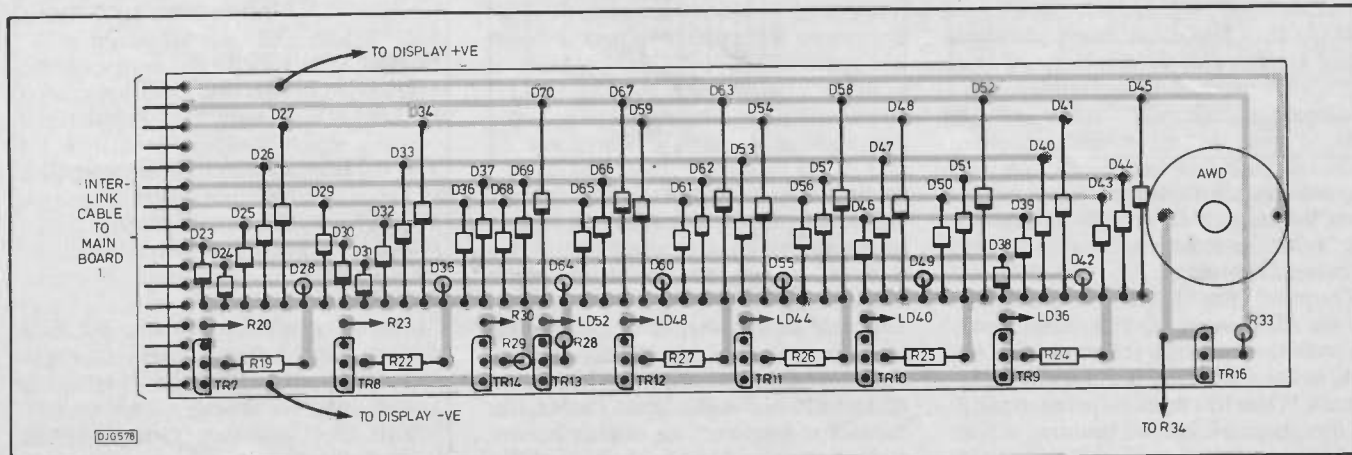 TO DISPLAY +VE
D70
D67
D59
D63
D54
D58
D48
D52
D41
D45
D27
D34
D26
D33
D53
D47
D40
D37
D69
D66
D62
D57
D51
D44
AWD
INTER-
LINK
CABLE
TO
MAIN
BOARD
1.
D29
D36
D68
D65
D61
D56
D50
D43
D25
D32
D46
D39
D23
D24
D30
D31
D38
D28
D35
D64
D60
D55
D49
D42
R20
R23
R30
LD52
LD48
LD44
LD40
LD36
R33
R19
R22
R29
R28
R27
R26
R25
R24
TR7
TR8
TR14
TR13
TR12
TR11
TR10
TR9
TR16
TO DISPLAY -VE
TO R34
DJG578